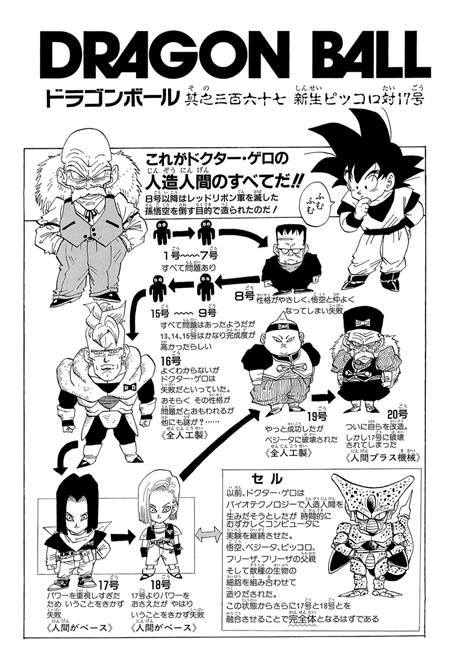 DRAGON BALL
ドラゴンボール 其之三百六十七 新生ピッコロ対17号
これがドクター・ゲロの
人造人間のすべてだ!!
8号以降はレッドリボン軍を滅した
孫悟空を倒す目的で造られたのだ!
ふむ
ふむ
1号〜〜7号
すべて問題あり
8号
性格がやさしく、悟空と仲よく
なってしまい失敗
15号〜〜9号
すべて問題はあったようだが
13、14、15号はかなり完成度が
高かったらしい
16号
よくわからないが
ドクター・ゲロは
失敗だといっていた。
おそらく その性格が
問題だとおもわれるが
他にも謎が?……
《全人工製》
19号
やっと成功したが
ベジータに破壊された
《全人工製》
20号
ついに自らを改造。
しかし17号に破壊
されてしまった
《人間プラス機械》
17号
パワーを重視しすぎた
ため いうことをきかず
失敗
《人間がベース》
18号
17号よりパワーを
おさえたが やはり
いうことをきかず失敗
《人間がベース》
セル
以前、ドクター・ゲロは
バイオテクノロジーで人造人間を
生みだそうとしたが 時間的に
むずかしくコンピュータに
実験を継続させた。
悟空、ベジータ、ピッコロ、
フリーザ、フリーザの父親
そして数種の生物の
細胞を組み合わせて
造りだされた。
この状態からさらに17号と18号とを
融合させることで完全体となるはずである